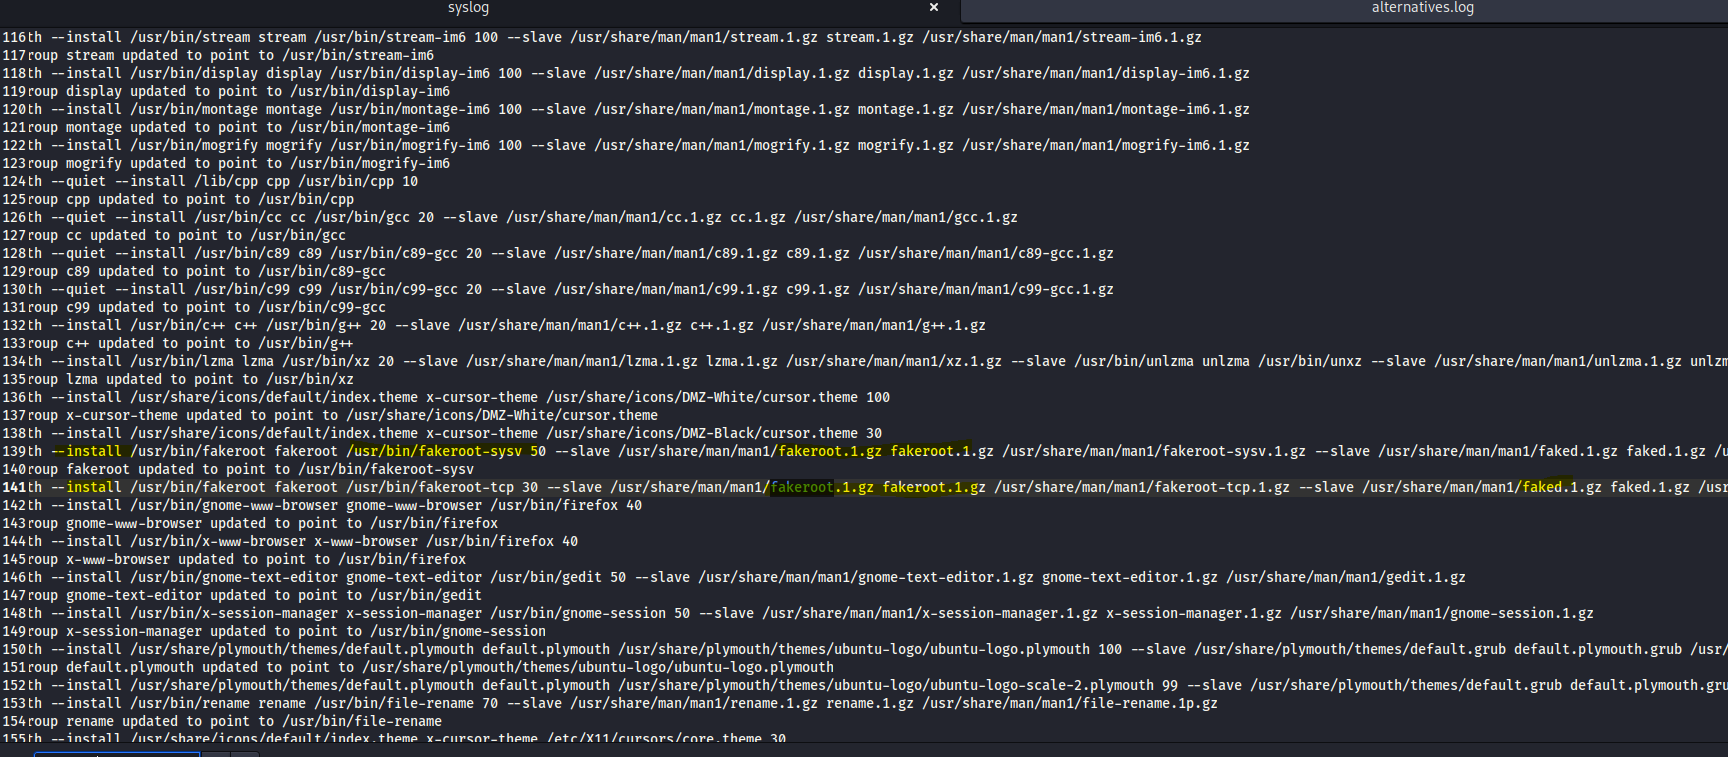 syslog × alternatives.log
116th --install /usr/bin/stream stream /usr/bin/stream-im6 100 --slave /usr/share/man/man1/stream.1.gz stream.1.gz /usr/share/man/man1/stream-im6.1.gz
117roup stream updated to point to /usr/bin/stream-im6
118th --install /usr/bin/display display /usr/bin/display-im6 100 --slave /usr/share/man/man1/display.1.gz display.1.gz /usr/share/man/man1/display-im6.1.gz
119roup display updated to point to /usr/bin/display-im6
120th --install /usr/bin/montage montage /usr/bin/montage-im6 100 --slave /usr/share/man/man1/montage.1.gz montage.1.gz /usr/share/man/man1/montage-im6.1.gz
121roup montage updated to point to /usr/bin/montage-im6
122th --install /usr/bin/mogrify mogrify /usr/bin/mogrify-im6 100 --slave /usr/share/man/man1/mogrify.1.gz mogrify.1.gz /usr/share/man/man1/mogrify-im6.1.gz
123roup mogrify updated to point to /usr/bin/mogrify-im6
124th --quiet --install /lib/cpp cpp /usr/bin/cpp 10
125roup cpp updated to point to /usr/bin/cpp
126th --quiet --install /usr/bin/cc cc /usr/bin/gcc 20 --slave /usr/share/man/man1/cc.1.gz cc.1.gz /usr/share/man/man1/gcc.1.gz
127roup cc updated to point to /usr/bin/gcc
128th --quiet --install /usr/bin/c89 c89 /usr/bin/c89-gcc 20 --slave /usr/share/man/man1/c89.1.gz c89.1.gz /usr/share/man/man1/c89-gcc.1.gz
129roup c89 updated to point to /usr/bin/c89-gcc
130th --quiet --install /usr/bin/c99 c99 /usr/bin/c99-gcc 20 --slave /usr/share/man/man1/c99.1.gz c99.1.gz /usr/share/man/man1/c99-gcc.1.gz
131roup c99 updated to point to /usr/bin/c99-gcc
132th --install /usr/bin/c++ c++ /usr/bin/g++ 20 --slave /usr/share/man/man1/c++.1.gz c++.1.gz /usr/share/man/man1/g++.1.gz
133roup c++ updated to point to /usr/bin/g++
134th --install /usr/bin/lzma lzma /usr/bin/xz 20 --slave /usr/share/man/man1/lzma.1.gz lzma.1.gz /usr/share/man/man1/xz.1.gz --slave /usr/bin/unlzma unlzma /usr/bin/unxz --slave /usr/share/man/man1/unlzma.1.gz unlzm
135roup lzma updated to point to /usr/bin/xz
136th --install /usr/share/icons/default/index.theme x-cursor-theme /usr/share/icons/DMZ-White/cursor.theme 100
137roup x-cursor-theme updated to point to /usr/share/icons/DMZ-White/cursor.theme
138th --install /usr/share/icons/default/index.theme x-cursor-theme /usr/share/icons/DMZ-Black/cursor.theme 30
139th --install /usr/bin/fakeroot fakeroot /usr/bin/fakeroot-sysv 50 --slave /usr/share/man/man1/fakeroot.1.gz fakeroot.1.gz /usr/share/man/man1/fakeroot-sysv.1.gz --slave /usr/share/man/man1/faked.1.gz faked.1.gz /u
140roup fakeroot updated to point to /usr/bin/fakeroot-sysv
141th --install /usr/bin/fakeroot fakeroot /usr/bin/fakeroot-tcp 30 --slave /usr/share/man/man1/fakeroot.1.gz fakeroot.1.gz /usr/share/man/man1/fakeroot-tcp.1.gz --slave /usr/share/man/man1/faked.1.gz faked.1.gz /usr
142th --install /usr/bin/gnome-www-browser gnome-www-browser /usr/bin/firefox 40
143roup gnome-www-browser updated to point to /usr/bin/firefox
144th --install /usr/bin/x-www-browser x-www-browser /usr/bin/firefox 40
145roup x-www-browser updated to point to /usr/bin/firefox
146th --install /usr/bin/gnome-text-editor gnome-text-editor /usr/bin/gedit 50 --slave /usr/share/man/man1/gnome-text-editor.1.gz gnome-text-editor.1.gz /usr/share/man/man1/gedit.1.gz
147roup gnome-text-editor updated to point to /usr/bin/gedit
148th --install /usr/bin/x-session-manager x-session-manager /usr/bin/gnome-session 50 --slave /usr/share/man/man1/x-session-manager.1.gz x-session-manager.1.gz /usr/share/man/man1/gnome-session.1.gz
149roup x-session-manager updated to point to /usr/bin/gnome-session
150th --install /usr/share/plymouth/themes/default.plymouth default.plymouth /usr/share/plymouth/themes/ubuntu-logo/ubuntu-logo.plymouth 100 --slave /usr/share/plymouth/themes/default.grub default.plymouth.grub /usr/
151roup default.plymouth updated to point to /usr/share/plymouth/themes/ubuntu-logo/ubuntu-logo.plymouth
152th --install /usr/share/plymouth/themes/default.plymouth default.plymouth /usr/share/plymouth/themes/ubuntu-logo/ubuntu-logo-scale-2.plymouth 99 --slave /usr/share/plymouth/themes/default.grub default.plymouth.gru
153th --install /usr/bin/rename rename /usr/bin/file-rename 70 --slave /usr/share/man/man1/rename.1.gz rename.1.gz /usr/share/man/man1/file-rename.1p.gz
154roup rename updated to point to /usr/bin/file-rename
155th --install /usr/share/icons/default/index.theme x-cursor-theme /etc/X11/cursors/core.theme 30